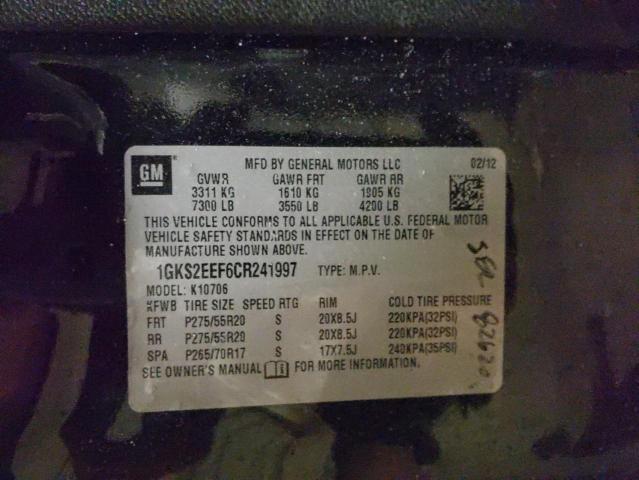 GM
MFD BY GENERAL MOTORS LLC 02/12
GVWR GAWR FRT GAWR RR
3311 KG 1610 KG 1905 KG
7300 LB 3550 LB 4200 LB
THIS VEHICLE CONFORMS TO ALL APPLICABLE U.S. FEDERAL MOTOR
VEHICLE SAFETY STANDARDS IN EFFECT ON THE DATE OF
MANUFACTURE SHOWN ABOVE.
1GKS2EEF6CR241997 TYPE: M.P.V.
MODEL: K10706
KFWB TIRE SIZE SPEED RTG RIM COLD TIRE PRESSURE
FRT P275/55R20 S 20X8.5J 220KPA(32PSI)
RR P275/55R20 S 20X8.5J 220KPA(32PSI)
SPA P265/70R17 S 17X7.5J 240KPA(35PSI)
SEE OWNER'S MANUAL FOR MORE INFORMATION.